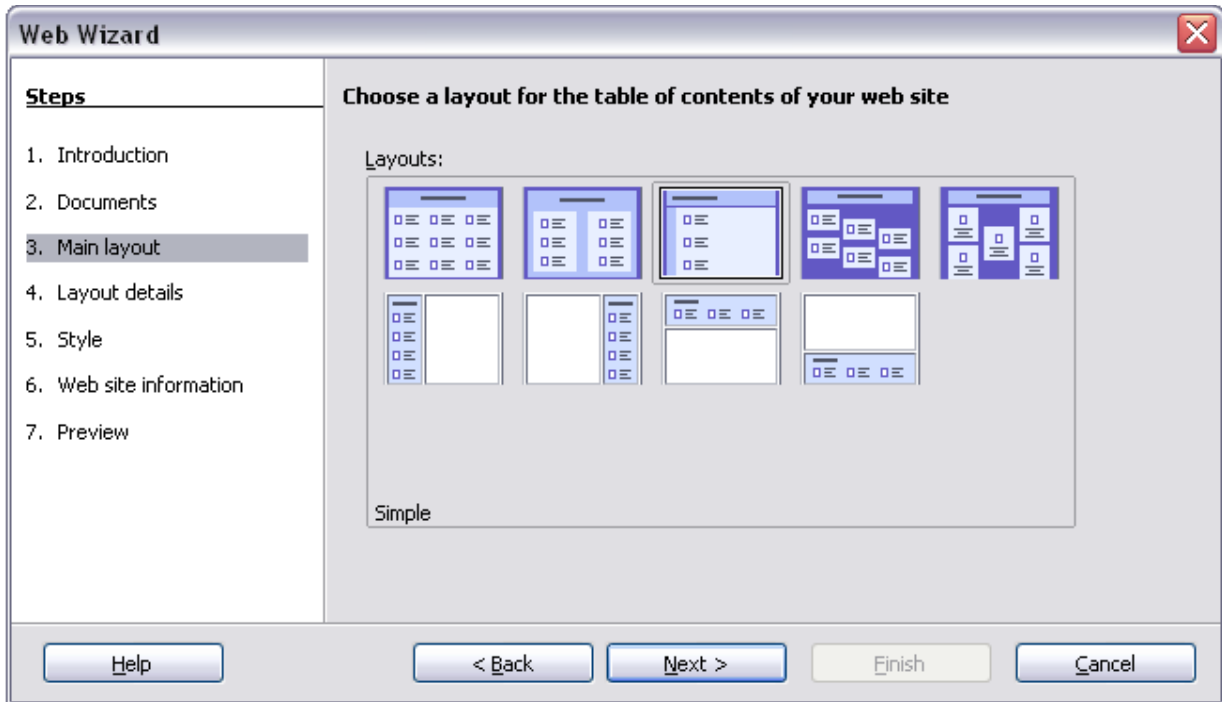 Web Wizard
Steps
1. Introduction
2. Documents
3. Main layout
4. Layout details
5. Style
6. Web site information
7. Preview
Choose a layout for the table of contents of your web site
Layouts:
Simple
Help
< Back
Next >
Finish
Cancel